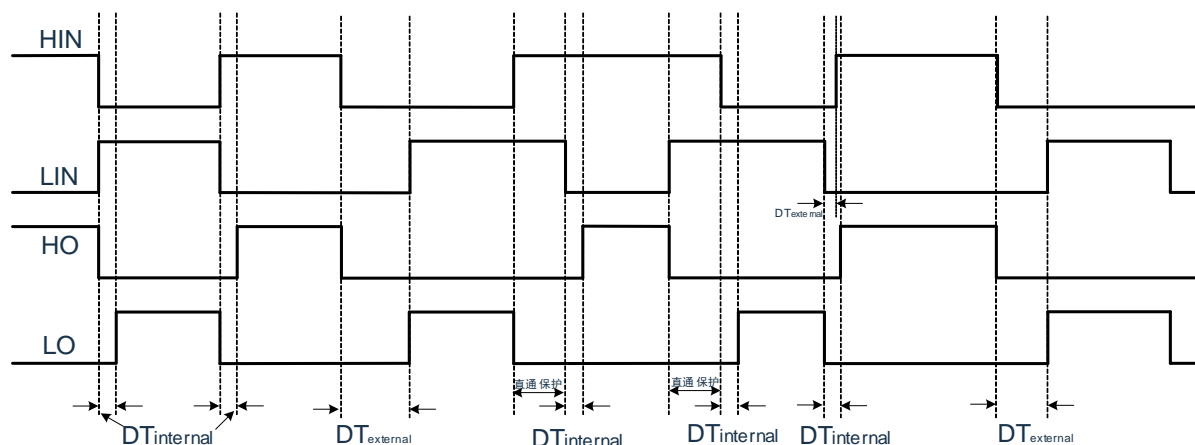 HIN
LIN
DTexternal
HO
LO
直通 保护
直通 保护
DTinternal
DTexternal
DTinternal
DTinternal
DTinternal
DTexternal